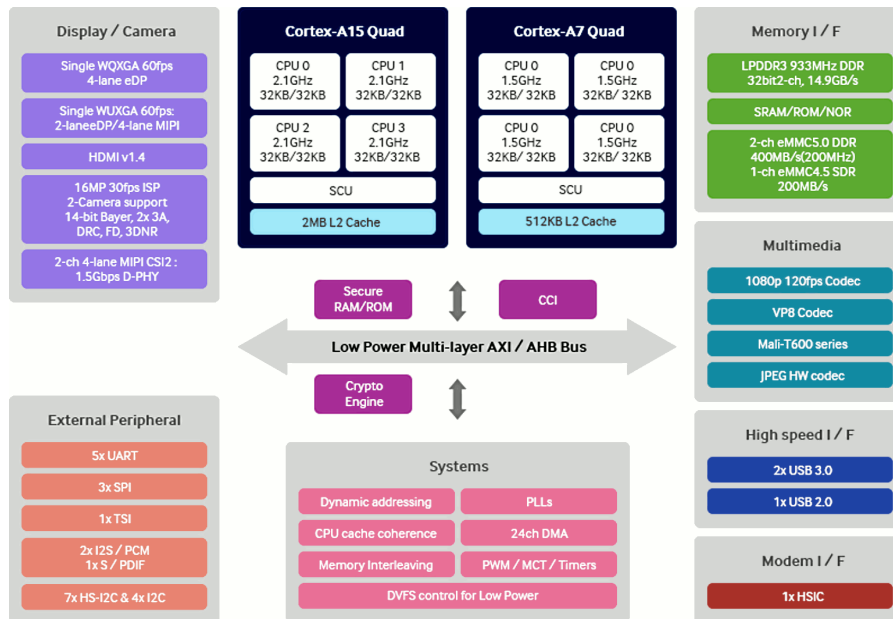 Display / Camera
Single WQXGA 60fps
4-lane eDP
Single WUXGA 60fps:
2-laneeDP/4-lane MIPI
HDMI v1.4
16MP 30fps ISP
2-Camera support
14-bit Bayer, 2x 3A,
DRC, FD, 3DNR
2-ch 4-lane MIPI CSI2 :
1.5Gbps D-PHY
Cortex-A15 Quad
CPU 0
2.1GHz
32KB/32KB
CPU 1
2.1GHz
32KB/32KB
CPU 2
2.1GHz
32KB/32KB
CPU 3
2.1GHz
32KB/32KB
SCU
2MB L2 Cache
Cortex-A7 Quad
CPU 0
1.5GHz
32KB/ 32KB
CPU 0
1.5GHz
32KB/ 32KB
CPU 0
1.5GHz
32KB/ 32KB
CPU 0
1.5GHz
32KB/ 32KB
SCU
512KB L2 Cache
Memory I / F
LPDDR3 933MHz DDR
32bit2-ch, 14.9GB/s
SRAM/ROM/NOR
2-ch eMMC5.0 DDR
400MB/s(200MHz)
1-ch eMMC4.5 SDR
200MB/s
Secure
RAM/ROM
CCI
Low Power Multi-layer AXI / AHB Bus
Crypto
Engine
Multimedia
1080p 120fps Codec
VP8 Codec
Mali-T600 series
JPEG HW codec
External Peripheral
5x UART
3x SPI
1x TSI
2x I2S / PCM
1x S / PDIF
7x HS-I2C & 4x I2C
Systems
Dynamic addressing
PLLs
CPU cache coherence
24ch DMA
Memory Interleaving
PWM / MCT / Timers
DVFS control for Low Power
High speed I / F
2x USB 3.0
1x USB 2.0
Modem I / F
1x HSIC